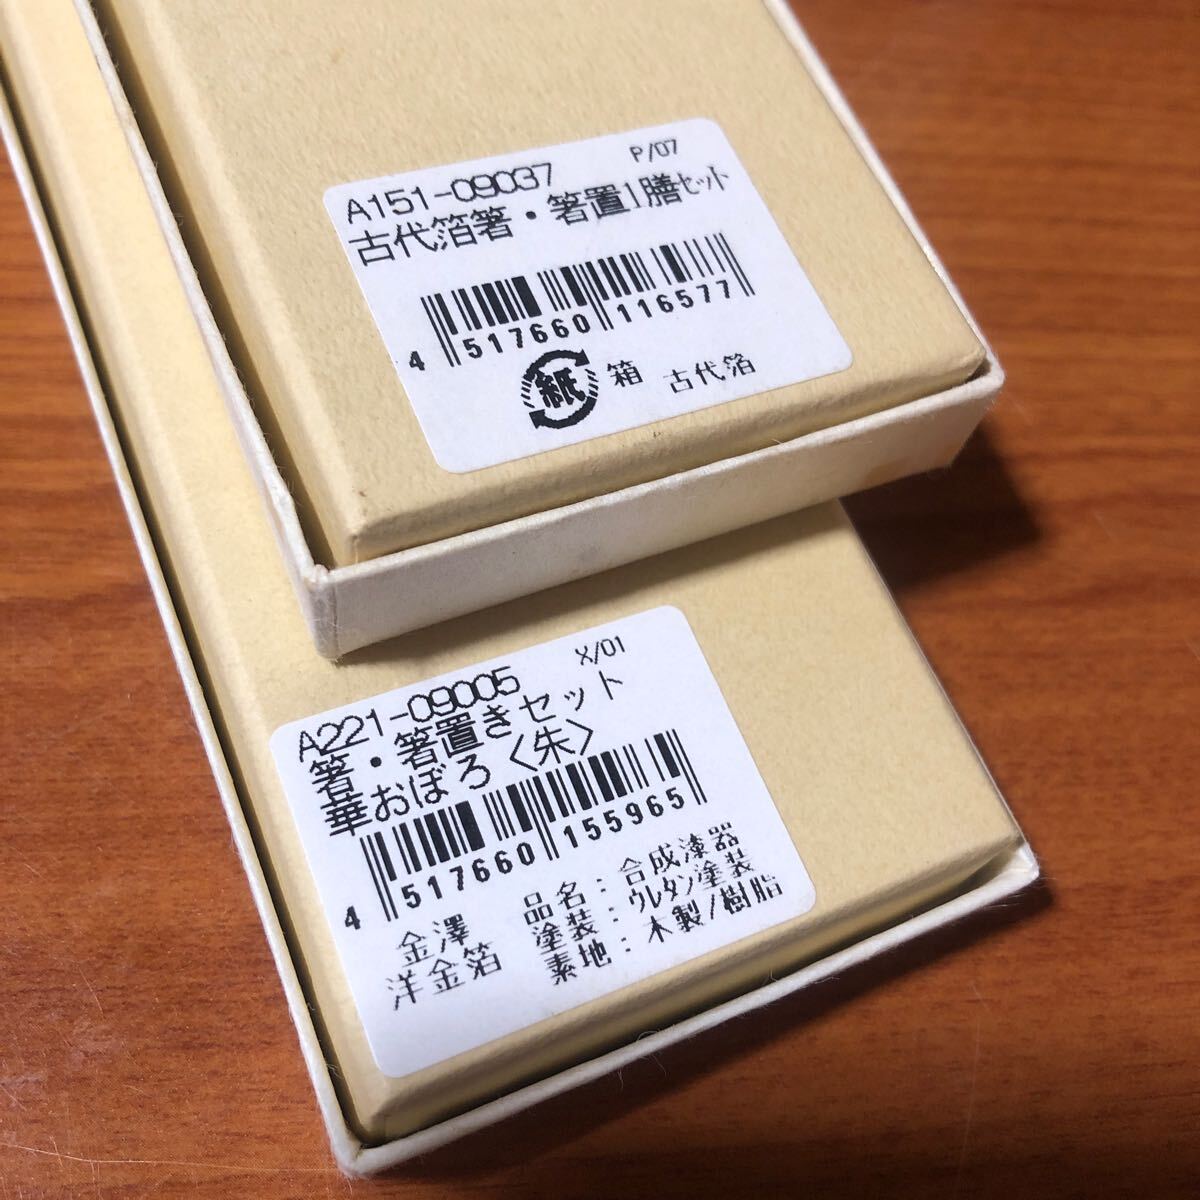 A151-09037 P/07
古代箔箸・箸置1膳セット
4 517660 116577
紙 箱 古代箔
A221-09005 X/01
箸・箸置きセット
華おぼろ〈朱〉
4 517660 155965
金澤 品名：合成漆器
洋金箔 塗装：ウレタン塗装
素地：木製/樹脂